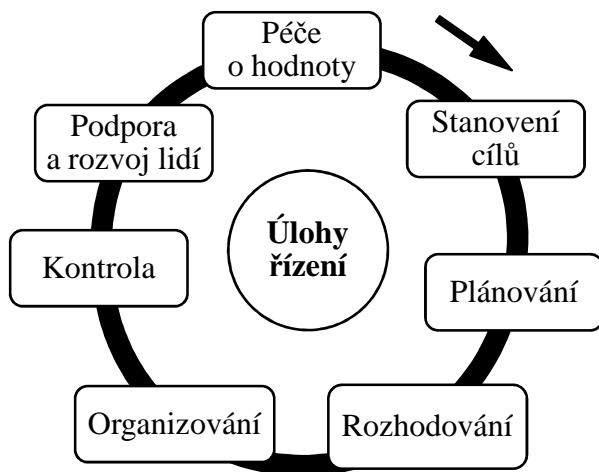 Péče
o hodnoty
Stanovení
cílů
Plánování
Rozhodování
Organizování
Kontrola
Podpora
a rozvoj lidí
Úlohy
řízení